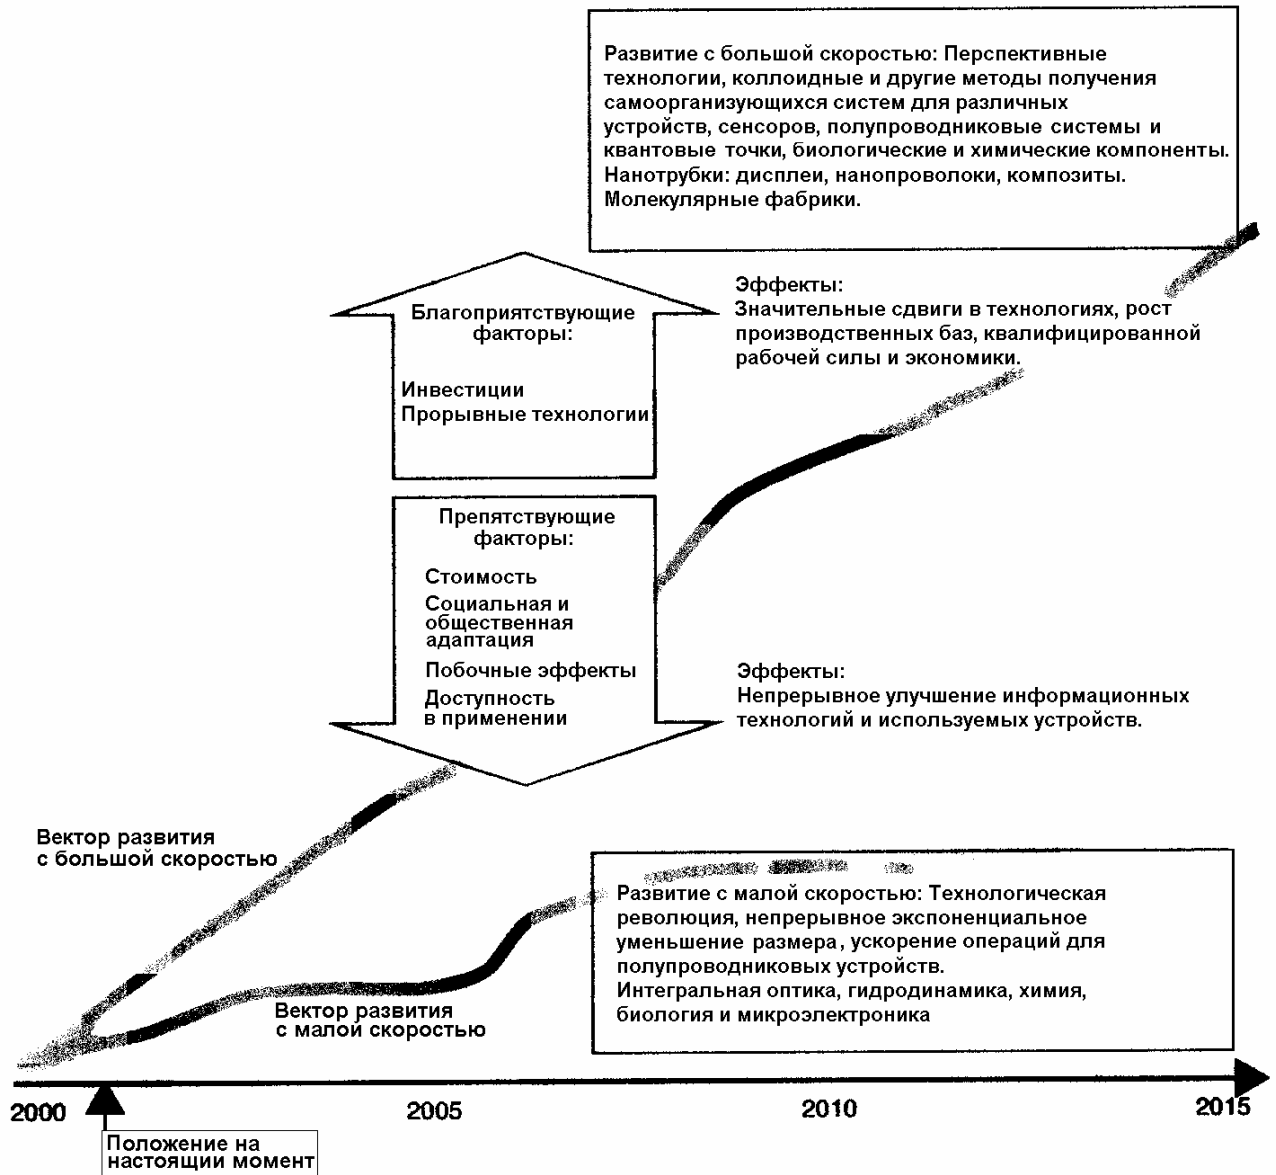 Развитие с большой скоростью: Перспективные
технологии, коллоидные и другие методы получения
самоорганизующихся систем для различных
устройств, сенсоров, полупроводниковые системы и
квантовые точки, биологические и химические компоненты.
Нанотрубки: дисплеи, нанопроволоки, композиты.
Молекулярные фабрики.
Эффекты:
Значительные сдвиги в технологиях, рост
производственных баз, квалифицированной
рабочей силы и экономики.
Благоприятствующие
факторы:
Инвестиции
Прорывные технологии
Препятствующие
факторы:
Стоимость
Социальная и
общественная
адаптация
Побочные эффекты
Доступность
в применении
Эффекты:
Непрерывное улучшение информационных
технологий и используемых устройств.
Вектор развития
с большой скоростью
Развитие с малой скоростью: Технологическая
революция, непрерывное экспоненциальное
уменьшение размера, ускорение операций для
полупроводниковых устройств.
Интегральная оптика, гидродинамика, химия,
биология и микроэлектроника
Вектор развития
с малой скоростью
2000 2005 2010 2015
Положение на
настоящии момент